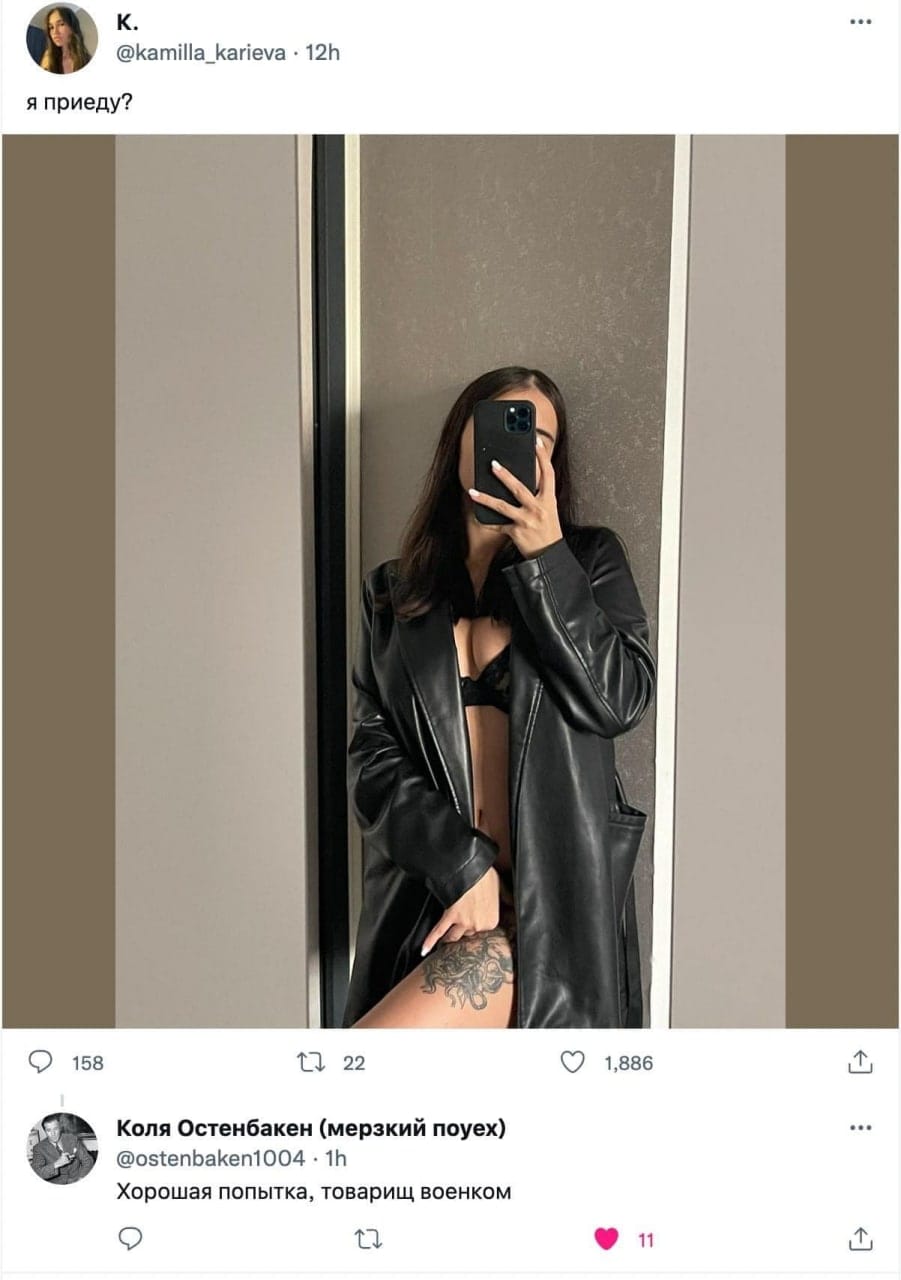 K.
@kamilla_karieva · 12h
я приеду?
158
22
1,886
Коля Остенбакен (мерзкий поуех)
@ostenbaken1004 · 1h
Хорошая попытка, товарищ военком
11